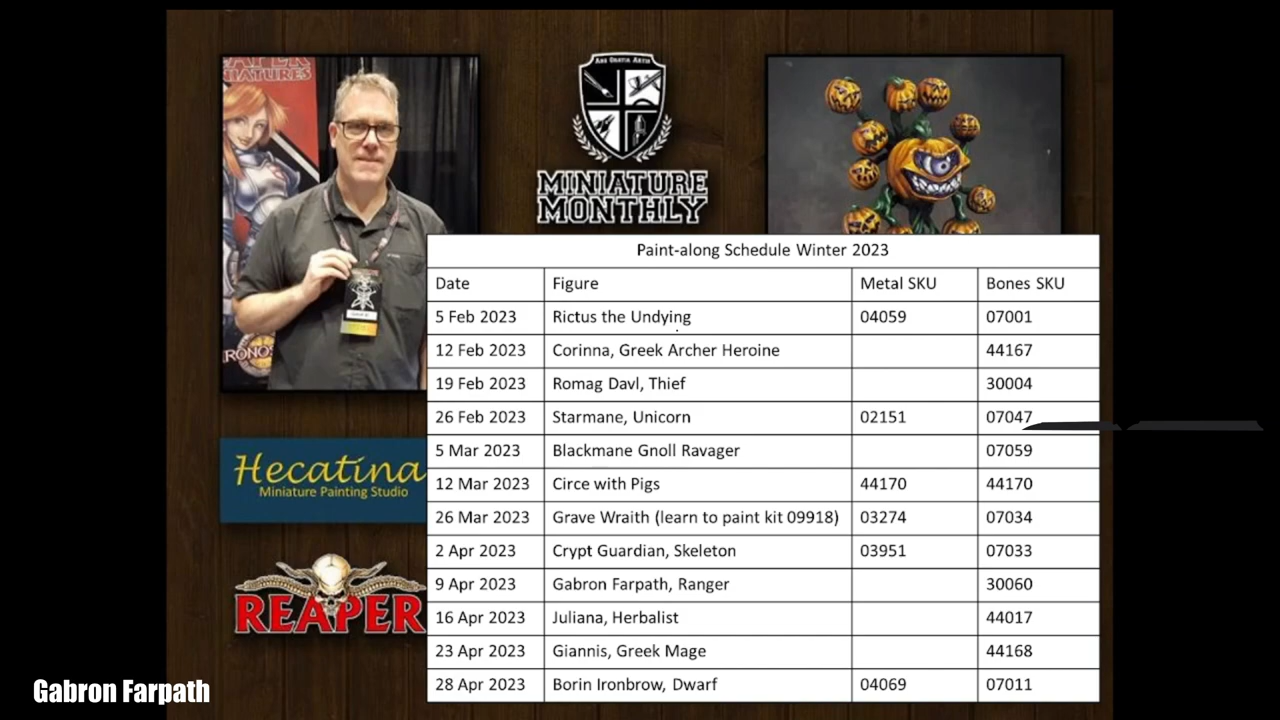 REAPER
NIATURES
RONOS
ARS GRATIA ARTIS
MINIATURE
MONTHLY
Paint-along Schedule Winter 2023
Date Figure Metal SKU Bones SKU
5 Feb 2023 Rictus the Undying 04059 07001
12 Feb 2023 Corinna, Greek Archer Heroine 44167
19 Feb 2023 Romag Davl, Thief 30004
26 Feb 2023 Starmane, Unicorn 02151 07047
5 Mar 2023 Blackmane Gnoll Ravager 07059
12 Mar 2023 Circe with Pigs 44170 44170
26 Mar 2023 Grave Wraith (learn to paint kit 09918) 03274 07034
2 Apr 2023 Crypt Guardian, Skeleton 03951 07033
9 Apr 2023 Gabron Farpath, Ranger 30060
16 Apr 2023 Juliana, Herbalist 44017
23 Apr 2023 Giannis, Greek Mage 44168
28 Apr 2023 Borin Ironbrow, Dwarf 04069 07011
Hecatina
Miniature Painting Studio
REAPER
Gabron Farpath